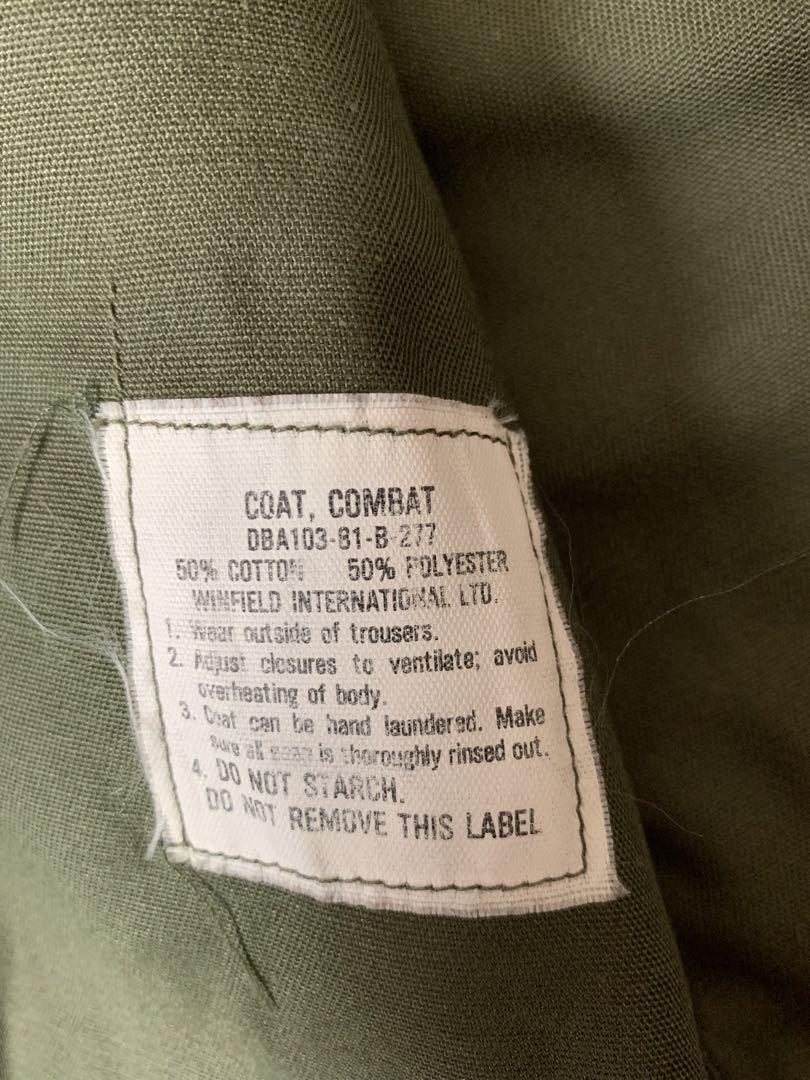 COAT, COMBAT
DBA103-81-B-277
50% COTTON 50% POLYESTER
WINFIELD INTERNATIONAL LTD.
1. Wear outside of trousers.
2. Adjust closures to ventilate; avoid
overheating of body.
3. Coat can be hand laundered. Make
sure all soap is thoroughly rinsed out.
4. DO NOT STARCH.
DO NOT REMOVE THIS LABEL